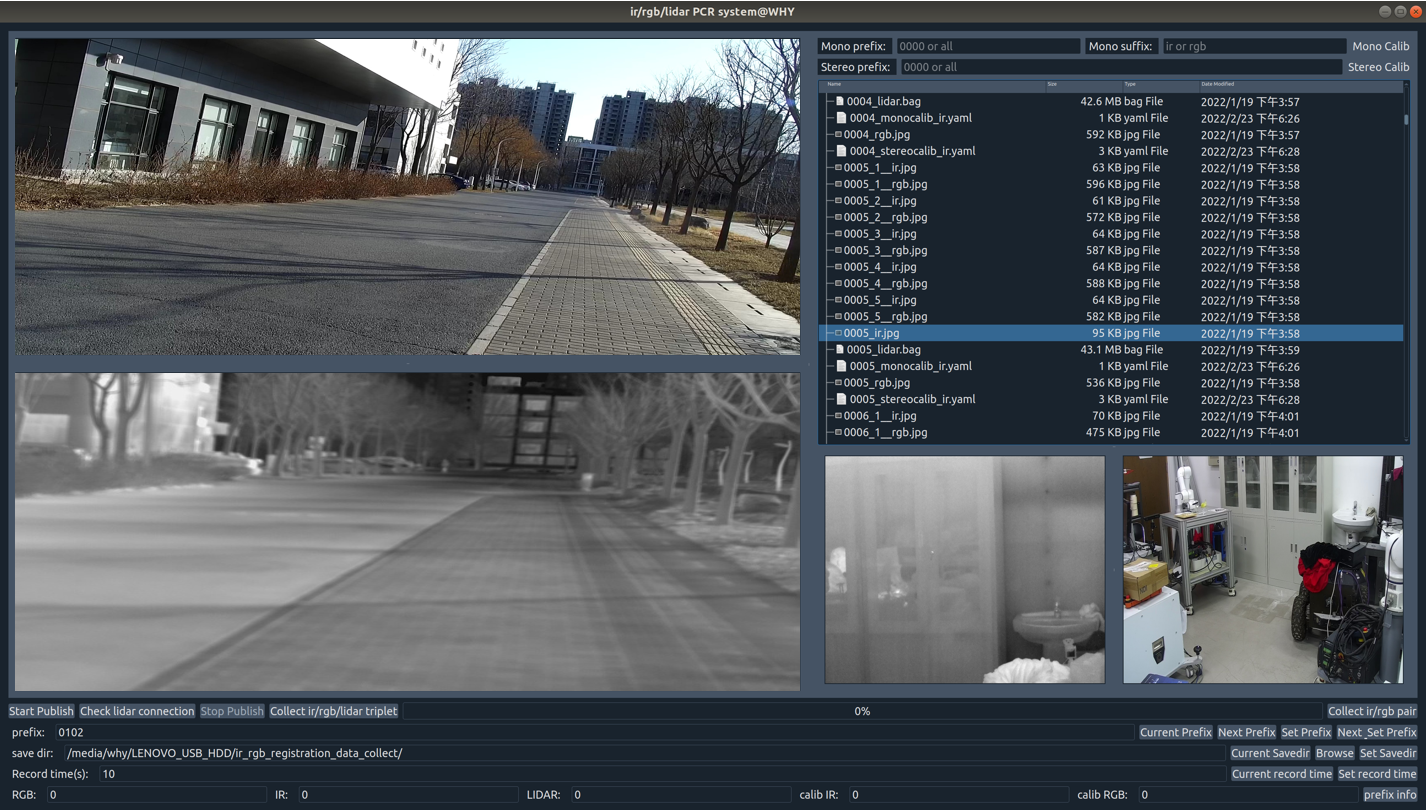 ir/rgb/lidar PCR system@WHY
Mono prefix: 0000 or all Mono suffix: ir or rgb Mono Calib
Stereo prefix: 0000 or all Stereo Calib
Name Size Type Date Modified
0004_lidar.bag 42.6 MB bag File 2022/1/19 下午3:57
0004_monocalib_ir.yaml 1 KB yaml File 2022/2/23 下午6:26
0004_rgb.jpg 592 KB jpg File 2022/1/19 下午3:57
0004_stereocalib_ir.yaml 3 KB yaml File 2022/2/23 下午6:28
0005_1__ir.jpg 63 KB jpg File 2022/1/19 下午3:58
0005_1__rgb.jpg 596 KB jpg File 2022/1/19 下午3:58
0005_2__ir.jpg 61 KB jpg File 2022/1/19 下午3:58
0005_2__rgb.jpg 572 KB jpg File 2022/1/19 下午3:58
0005_3__ir.jpg 64 KB jpg File 2022/1/19 下午3:58
0005_3__rgb.jpg 587 KB jpg File 2022/1/19 下午3:58
0005_4__ir.jpg 64 KB jpg File 2022/1/19 下午3:58
0005_4__rgb.jpg 588 KB jpg File 2022/1/19 下午3:58
0005_5__ir.jpg 64 KB jpg File 2022/1/19 下午3:58
0005_5__rgb.jpg 582 KB jpg File 2022/1/19 下午3:58
0005_ir.jpg 95 KB jpg File 2022/1/19 下午3:58
0005_lidar.bag 43.1 MB bag File 2022/1/19 下午3:59
0005_monocalib_ir.yaml 1 KB yaml File 2022/2/23 下午6:26
0005_rgb.jpg 536 KB jpg File 2022/1/19 下午3:58
0005_stereocalib_ir.yaml 3 KB yaml File 2022/2/23 下午6:28
0006_1__ir.jpg 70 KB jpg File 2022/1/19 下午4:01
0006_1__rgb.jpg 475 KB jpg File 2022/1/19 下午4:01
Start Publish Check lidar connection Stop Publish Collect ir/rgb/lidar triplet 0% Collect ir/rgb pair
prefix: 0102 Current Prefix Next Prefix Set Prefix Next_Set Prefix
save dir: /media/why/LENOVO_USB_HDD/ir_rgb_registration_data_collect/ Current Savedir Browse Set Savedir
Record time(s): 10 Current record time Set record time
RGB: 0 IR: 0 LIDAR: 0 calib IR: 0 calib RGB: 0 prefix info